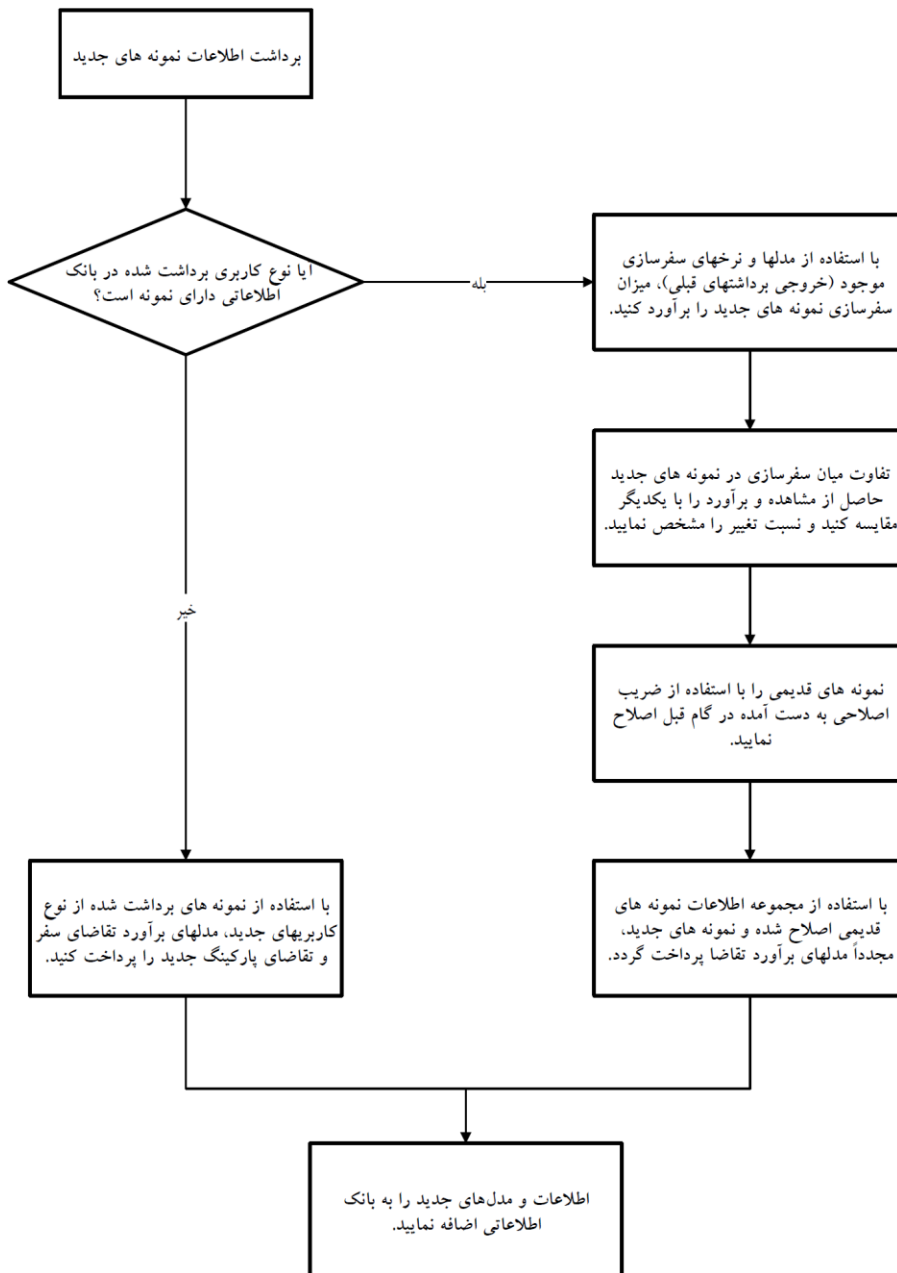 برداشت اطلاعات نمونه های جدید
ایا نوع کاربری برداشت شده در بانک
اطلاعاتی دارای نمونه است؟
بله
با استفاده از مدلها و نرخهای سفرسازی
موجود (خروجی برداشتهای قبلی)، میزان
سفرسازی نمونه های جدید را برآورد کنید.
تفاوت میان سفرسازی در نمونه های جدید
حاصل از مشاهده و برآورد را با یکدیگر
مقایسه کنید و نسبت تغییر را مشخص نمایید.
خیر
نمونه های قدیمی را با استفاده از ضریب
اصلاحی به دست آمده در گام قبل اصلاح
نمایید.
با استفاده از مجموعه اطلاعات نمونه های
قدیمی اصلاح شده و نمونه های جدید،
مجدداً مدلهای برآورد تقاضا پرداخت گردد.
با استفاده از نمونه های برداشت شده از نوع
کاربریهای جدید، مدلهای برآورد تقاضای سفر
و تقاضای پارکینگ جدید را پرداخت کنید.
اطلاعات و مدل‌های جدید را به بانک
اطلاعاتی اضافه نمایید.